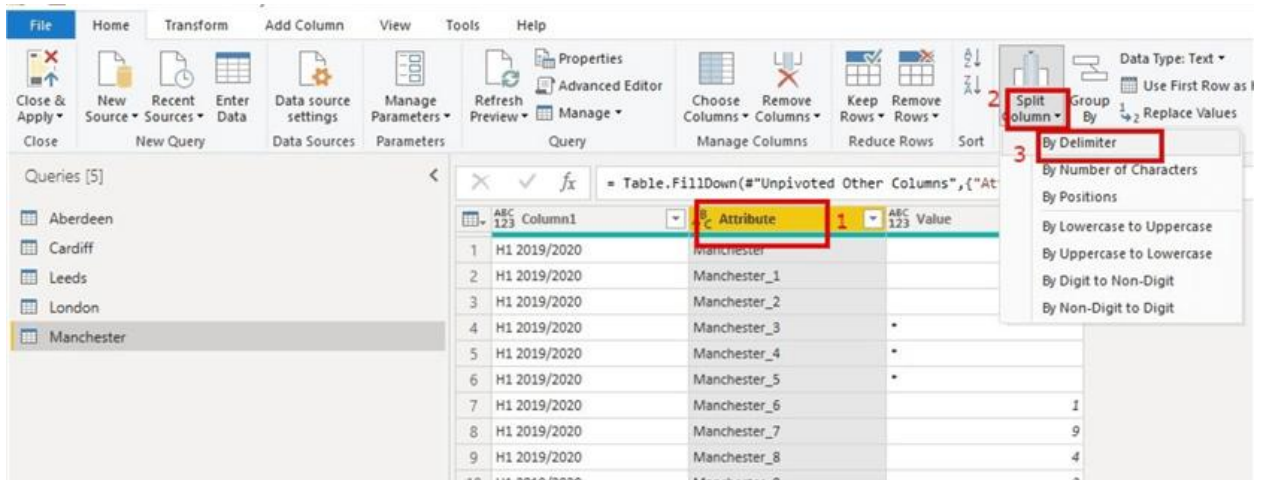 File Home Transform Add Column View Tools Help
Close & Apply New Source Recent Sources Enter Data
Data source settings
Manage Parameters
Refresh Preview
Properties
Advanced Editor
Manage
Choose Columns Remove Columns
Keep Rows Remove Rows
2 Split Column
Group By
Data Type: Text
Use First Row as
Replace Values
Close New Query Data Sources Parameters Query Manage Columns Reduce Rows Sort
3 By Delimiter
By Number of Characters
By Positions
By Lowercase to Uppercase
By Uppercase to Lowercase
By Digit to Non-Digit
By Non-Digit to Digit
Queries [5]
Aberdeen
Cardiff
Leeds
London
Manchester
fx = Table.FillDown(#"Unpivoted Other Columns",{"At
ABC 123 Column1 Attribute 1 ABC 123 Value
1 H1 2019/2020 Manchester
2 H1 2019/2020 Manchester_1
3 H1 2019/2020 Manchester_2
4 H1 2019/2020 Manchester_3 *
5 H1 2019/2020 Manchester_4 *
6 H1 2019/2020 Manchester_5 *
7 H1 2019/2020 Manchester_6 1
8 H1 2019/2020 Manchester_7 9
9 H1 2019/2020 Manchester_8 4